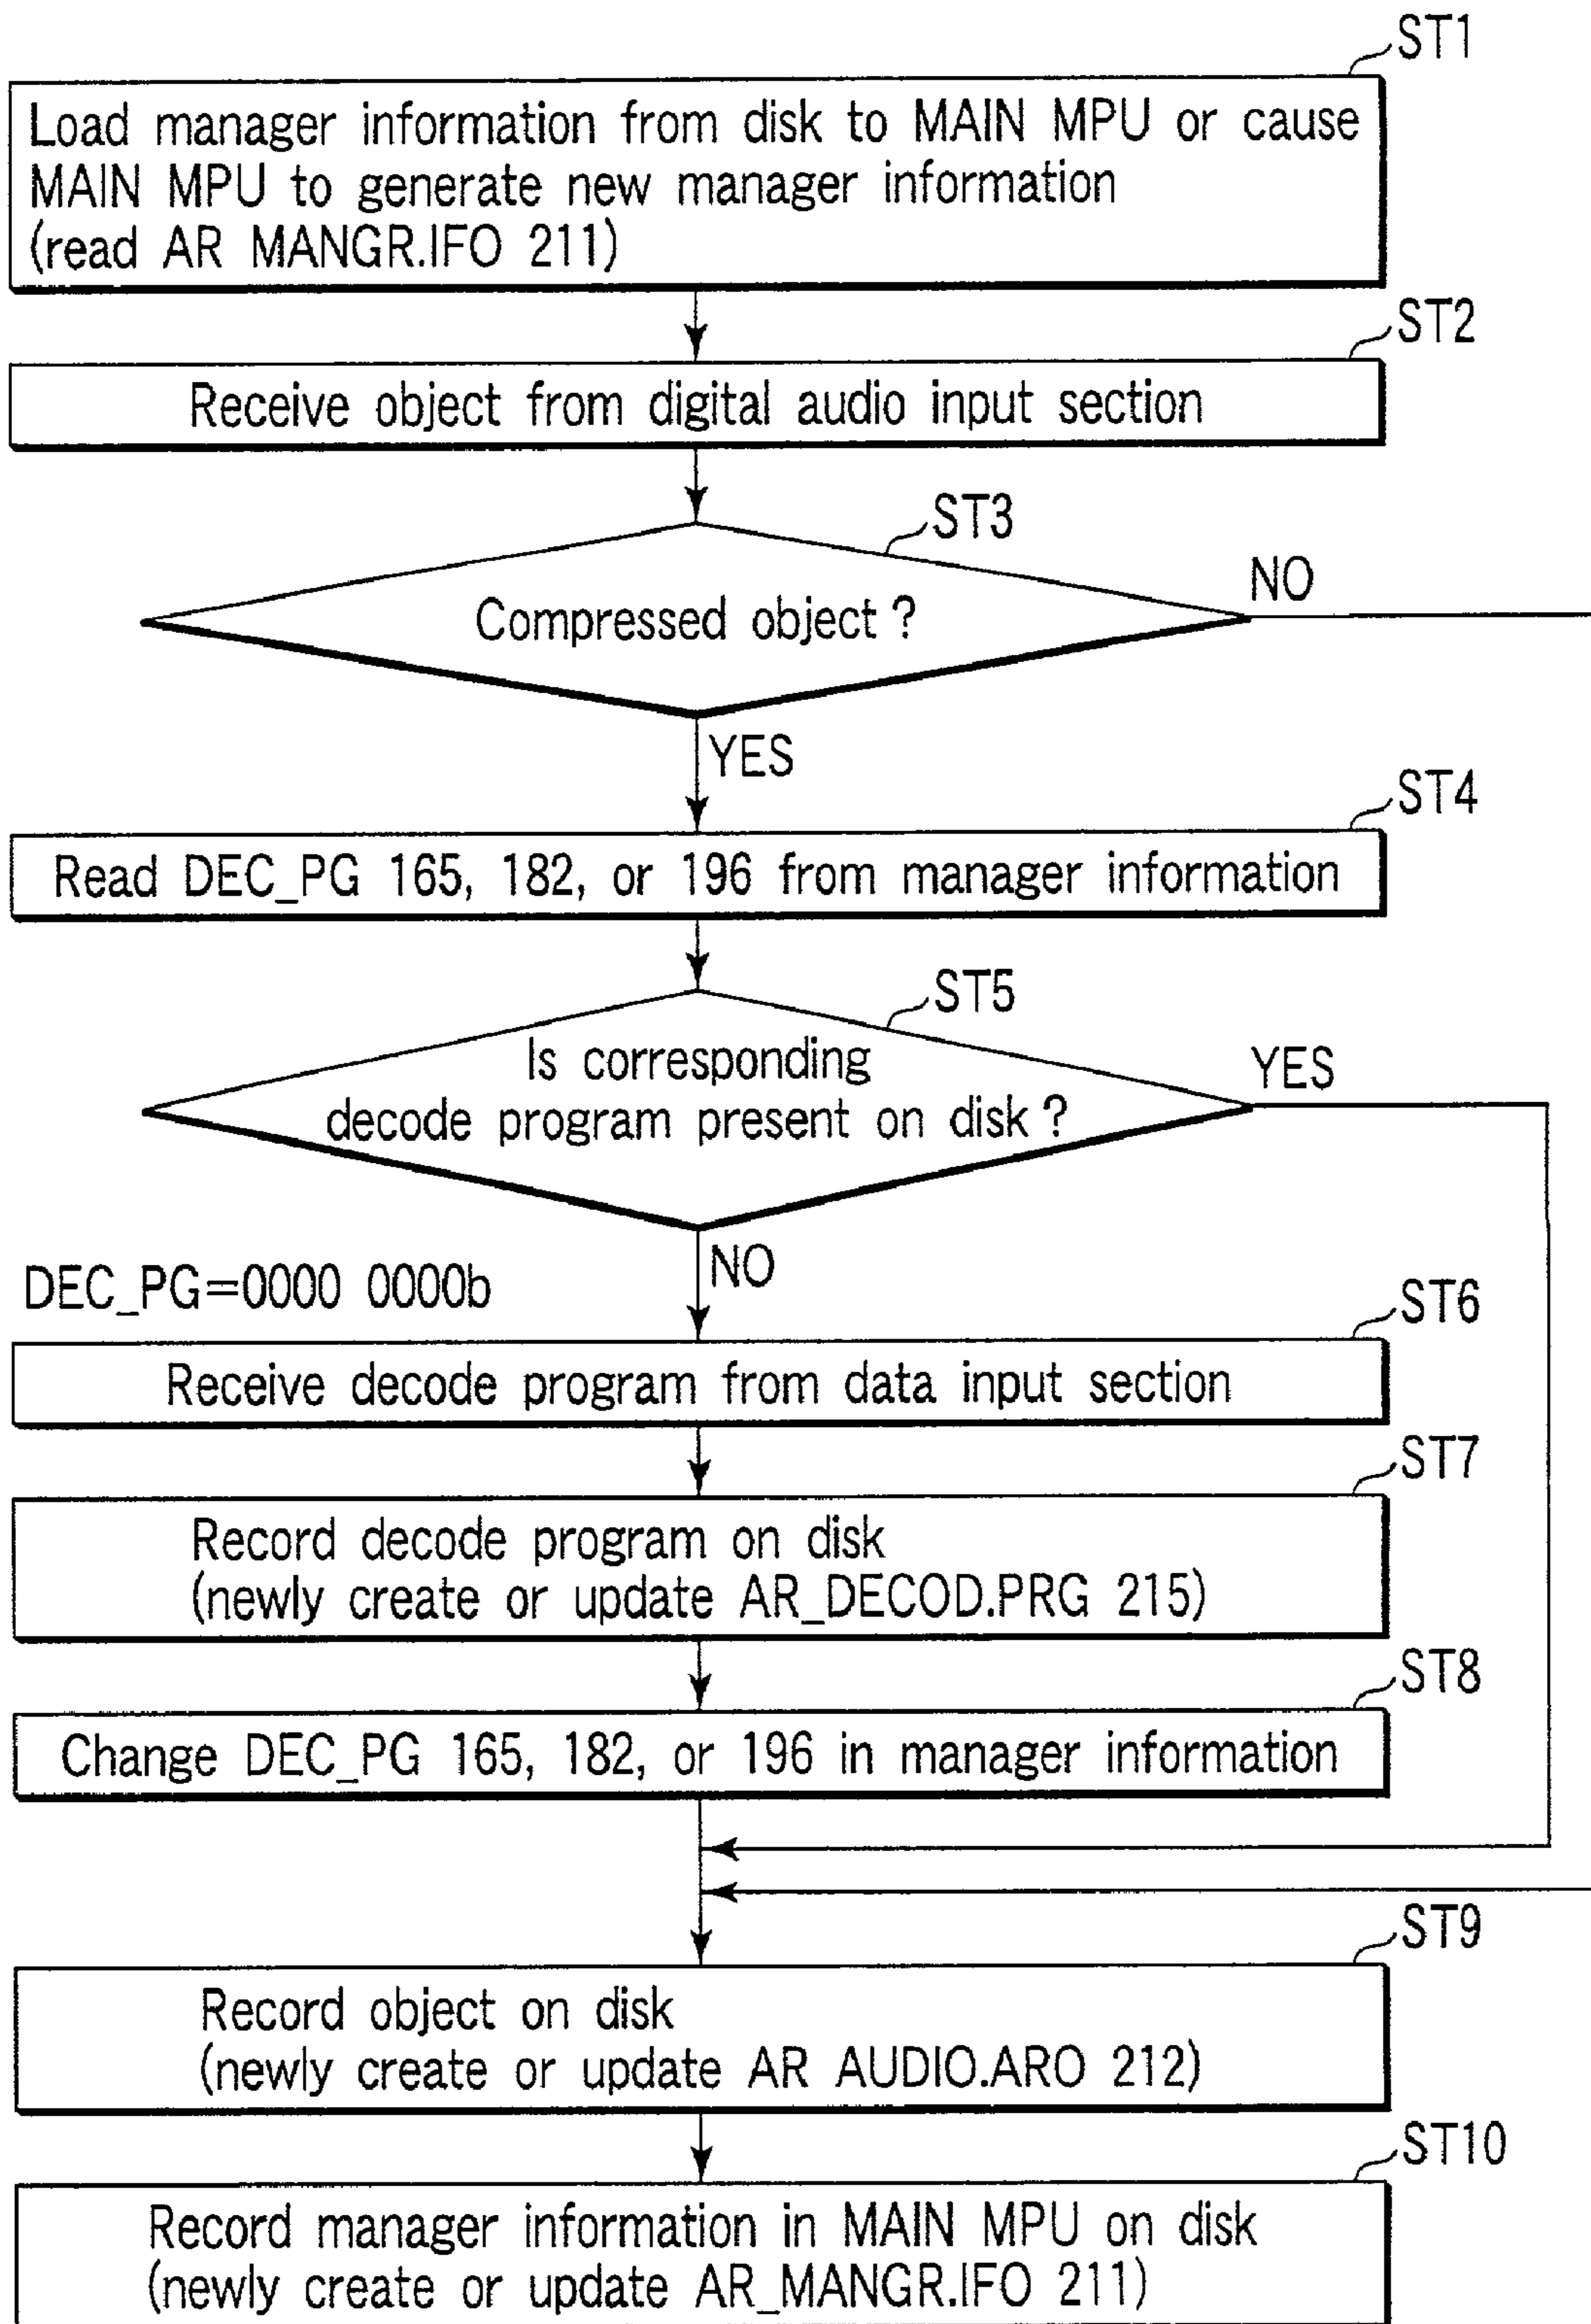 ST1
Load manager information from disk to MAIN MPU or cause
MAIN MPU to generate new manager information
(read AR MANGR.IFO 211)
ST2
Receive object from digital audio input section
ST3
Compressed object ?
NO
YES
ST4
Read DEC_PG 165, 182, or 196 from manager information
ST5
Is corresponding
decode program present on disk ?
YES
NO
DEC_PG=0000 0000b
ST6
Receive decode program from data input section
ST7
Record decode program on disk
(newly create or update AR_DECOD.PRG 215)
ST8
Change DEC_PG 165, 182, or 196 in manager information
ST9
Record object on disk
(newly create or update AR AUDIO.ARO 212)
ST10
Record manager information in MAIN MPU on disk
(newly create or update AR_MANGR.IFO 211)